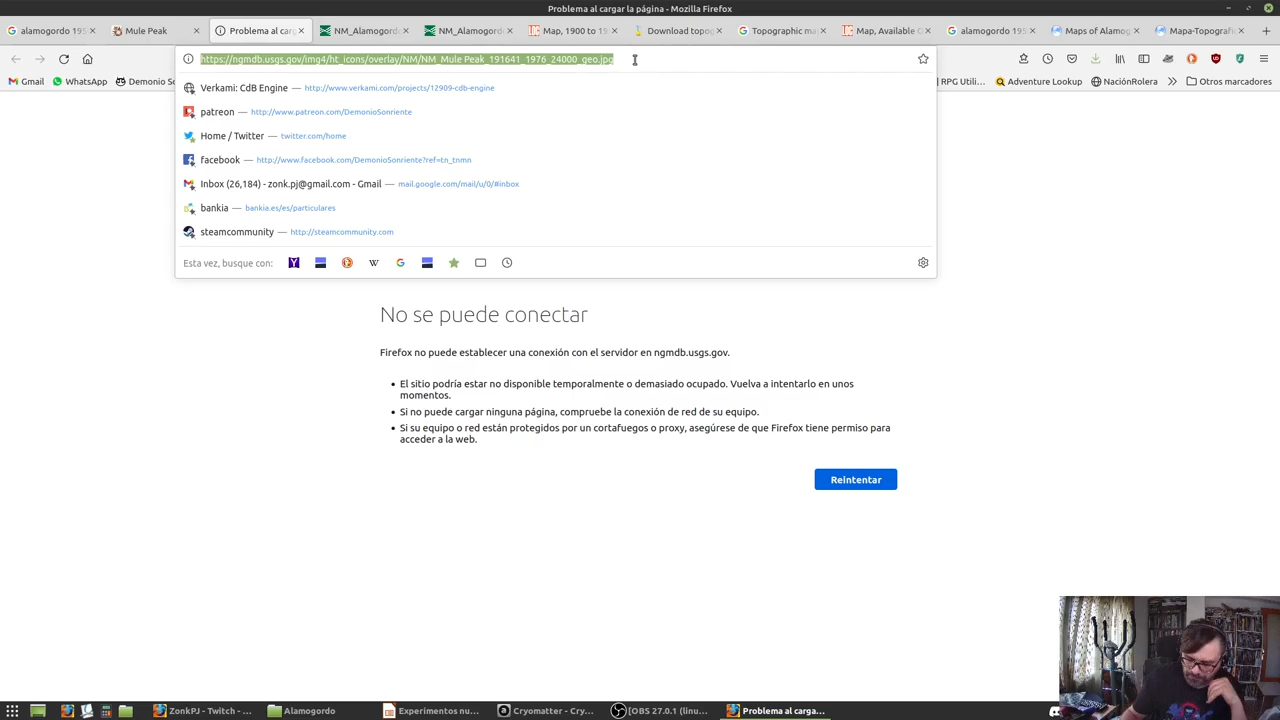 Problema al cargar la página - Mozilla Firefox
alamogordo 195
Mule Peak
Problema al carg
NM_Alamogord
NM_Alamogord
Map, 1900 to 19
Download topog
Topographic ma
Map, Available O
alamogordo 195
Maps of Alamog
Mapa-Topografic
https://ngmdb.usgs.gov/img4/ht_icons/overlay/NM/NM_Mule Peak_191641_1976_24000_geo.jpg
Gmail
WhatsApp
Demonio So
RPG Util...
Adventure Lookup
NaciónRolera
Otros marcadores
Verkami: CdB Engine — http://www.verkami.com/projects/12909-cdb-engine
patreon — http://www.patreon.com/DemonioSonriente
Home / Twitter — twitter.com/home
facebook — http://www.facebook.com/DemonioSonriente?ref=tn_tnmn
Inbox (26,184) - zonk.pj@gmail.com - Gmail — mail.google.com/mail/u/0/#inbox
bankia — bankia.es/es/particulares
steamcommunity — http://steamcommunity.com
Esta vez, busque con:
No se puede conectar
Firefox no puede establecer una conexión con el servidor en ngmdb.usgs.gov.
El sitio podría estar no disponible temporalmente o demasiado ocupado. Vuelva a intentarlo en unos
momentos.
Si no puede cargar ninguna página, compruebe la conexión de red de su equipo.
Si su equipo o red están protegidos por un cortafuegos o proxy, asegúrese de que Firefox tiene permiso para
acceder a la web.
Reintentar
ZonkPJ - Twitch - ...
Alamogordo
Experimentos nu...
Cryomatter - Cry...
[OBS 27.0.1 (linu...
Problema al carga...